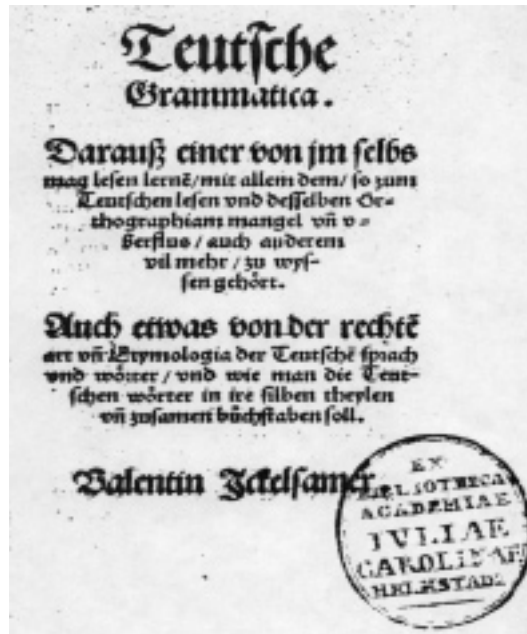 Teutsche
Grammatica.
Darauß einer von jm selbs
mag lesen lernē/mit allem dem/so zum
Teutschen lesen vnd desselben Or⸗
thographiam mangel vñ v⸗
berflus/auch anderem
vil mehr/zu wys⸗
sen gehört.
Auch etwas von der rechtē
art vñ Etymologia der Teutschē sprach
vnd wörter/vnd wie man die Teut⸗
schen wörter in ire silben theylen
vñ zusamen bůchstaben soll.
Valentin Ickelsamer.
EX
BIBLIOTHECA
ACADEMIAE
IVLIAE
CAROLINAE
HELMSTADI